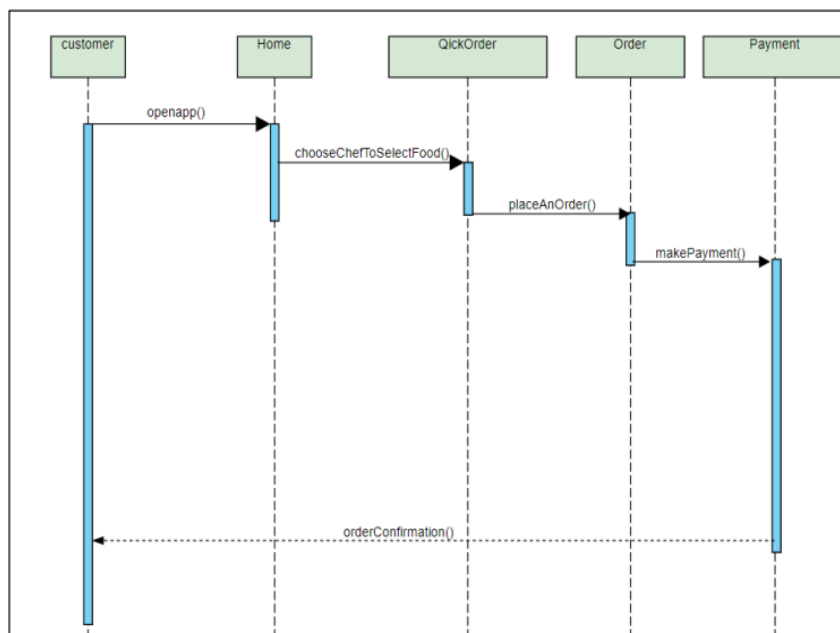 customer
Home
QickOrder
Order
Payment
openapp()
chooseChefToSelectFood()
placeAnOrder()
makePayment()
orderConfirmation()